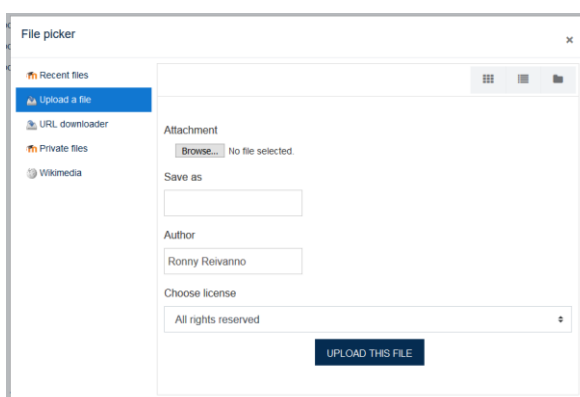 File picker
×
Recent files
Upload a file
URL downloader
Private files
Wikimedia
Attachment
Browse... No file selected.
Save as
Author
Ronny Reivanno
Choose license
All rights reserved
UPLOAD THIS FILE